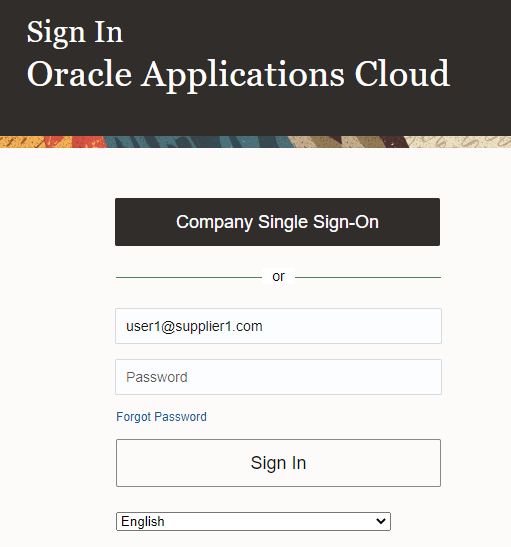 Sign In
Oracle Applications Cloud
Company Single Sign-On
or
user1@supplier1.com
Password
Forgot Password
Sign In
English